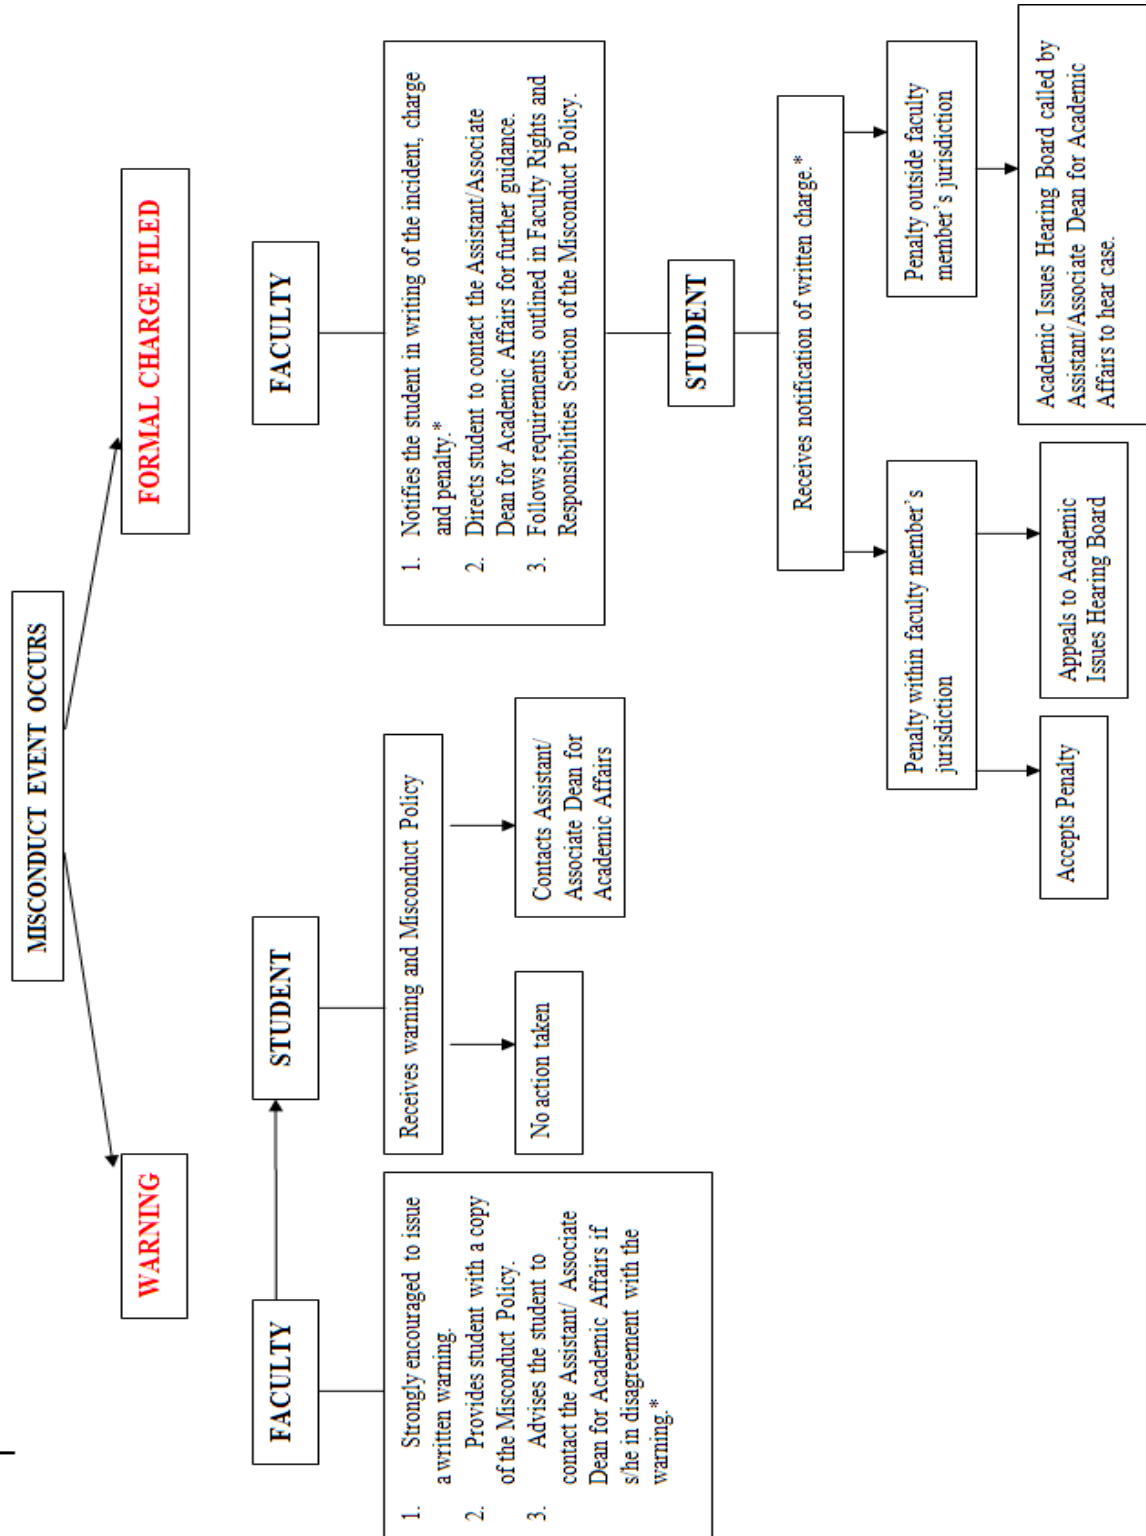 MISCONDUCT EVENT OCCURS
WARNING
FORMAL CHARGE FILED
FACULTY
STUDENT
FACULTY
1. Strongly encouraged to issue
a written warning.
2. Provides student with a copy
of the Misconduct Policy.
3. Advises the student to
contact the Assistant/ Associate
Dean for Academic Affairs if
s/he in disagreement with the
warning.*
Receives warning and Misconduct Policy
No action taken
Contacts Assistant/
Associate Dean for
Academic Affairs
1. Notifies the student in writing of the incident, charge
and penalty.*
2. Directs student to contact the Assistant/Associate
Dean for Academic Affairs for further guidance.
3. Follows requirements outlined in Faculty Rights and
Responsibilities Section of the Misconduct Policy.
STUDENT
Receives notification of written charge.*
Penalty within faculty member's
jurisdiction
Penalty outside faculty
member's jurisdiction
Accepts Penalty
Appeals to Academic
Issues Hearing Board
Academic Issues Hearing Board called by
Assistant/Associate Dean for Academic
Affairs to hear case.